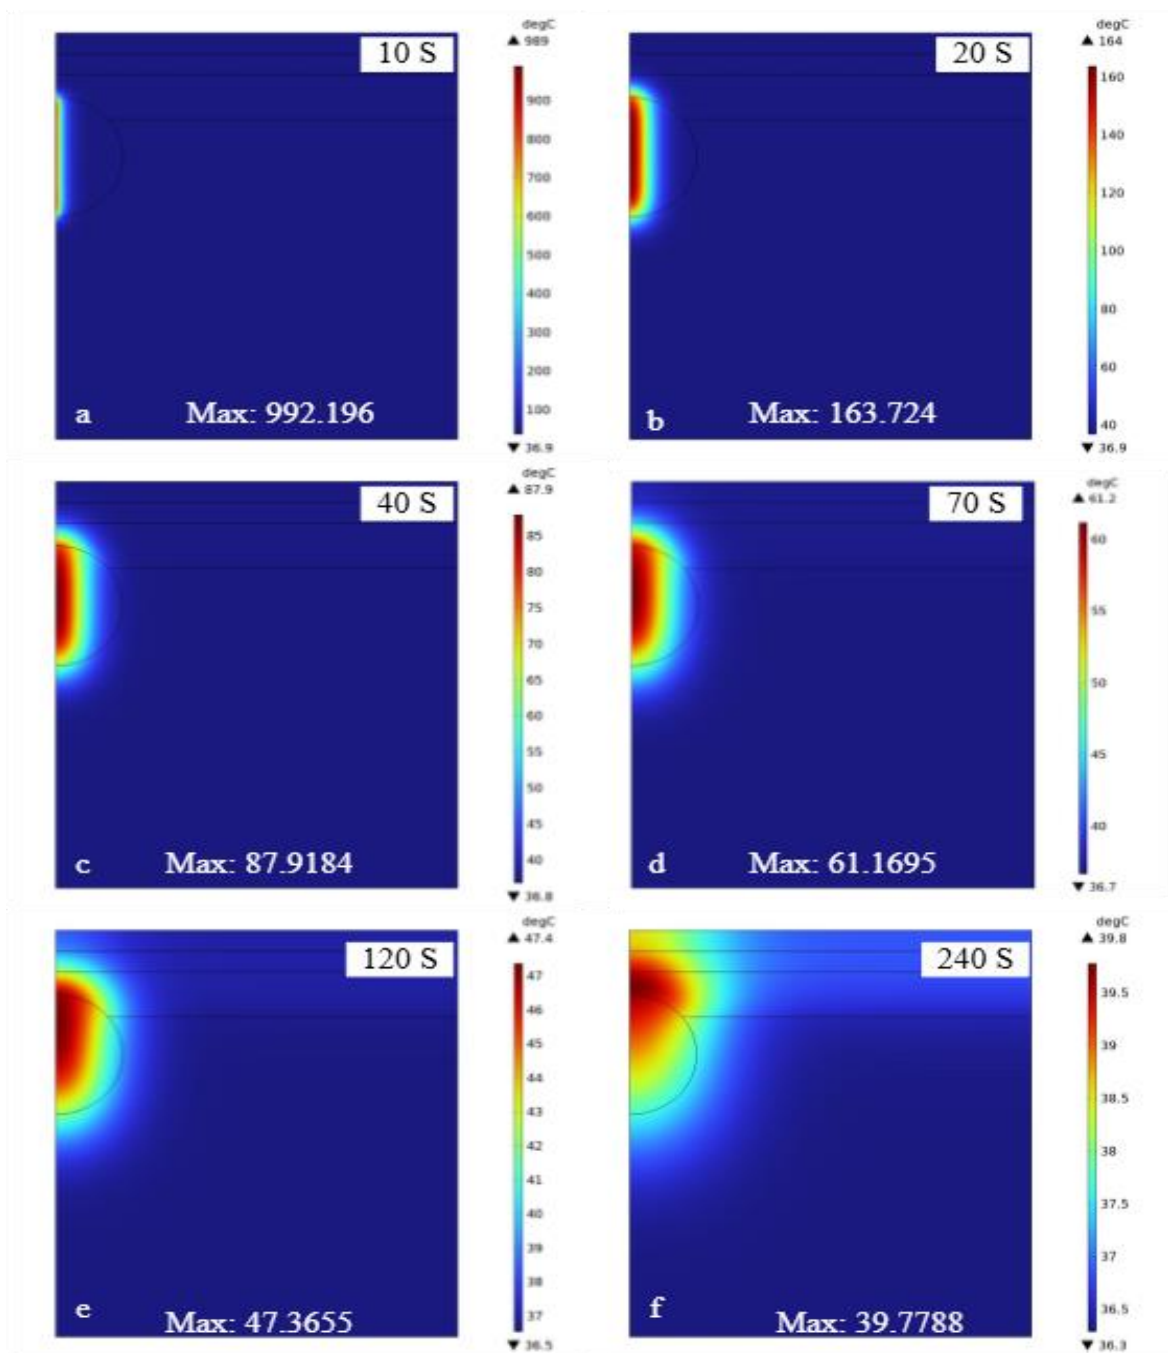 degC
▲ 989
10 S
900
800
700
600
500
400
300
200
100
a
Max: 992.196
▼ 36.9
degC
▲ 164
20 S
160
140
120
100
80
60
40
b
Max: 163.724
▼ 36.9
degC
▲ 87.9
40 S
85
80
75
70
65
60
55
50
45
40
c
Max: 87.9184
▼ 36.8
degC
▲ 61.2
70 S
60
55
50
45
40
d
Max: 61.1695
▼ 36.7
degC
▲ 47.4
120 S
47
46
45
44
43
42
41
40
39
38
37
e
Max: 47.3655
▼ 36.5
degC
▲ 39.8
240 S
39.5
39
38.5
38
37.5
37
36.5
f
Max: 39.7788
▼ 36.3